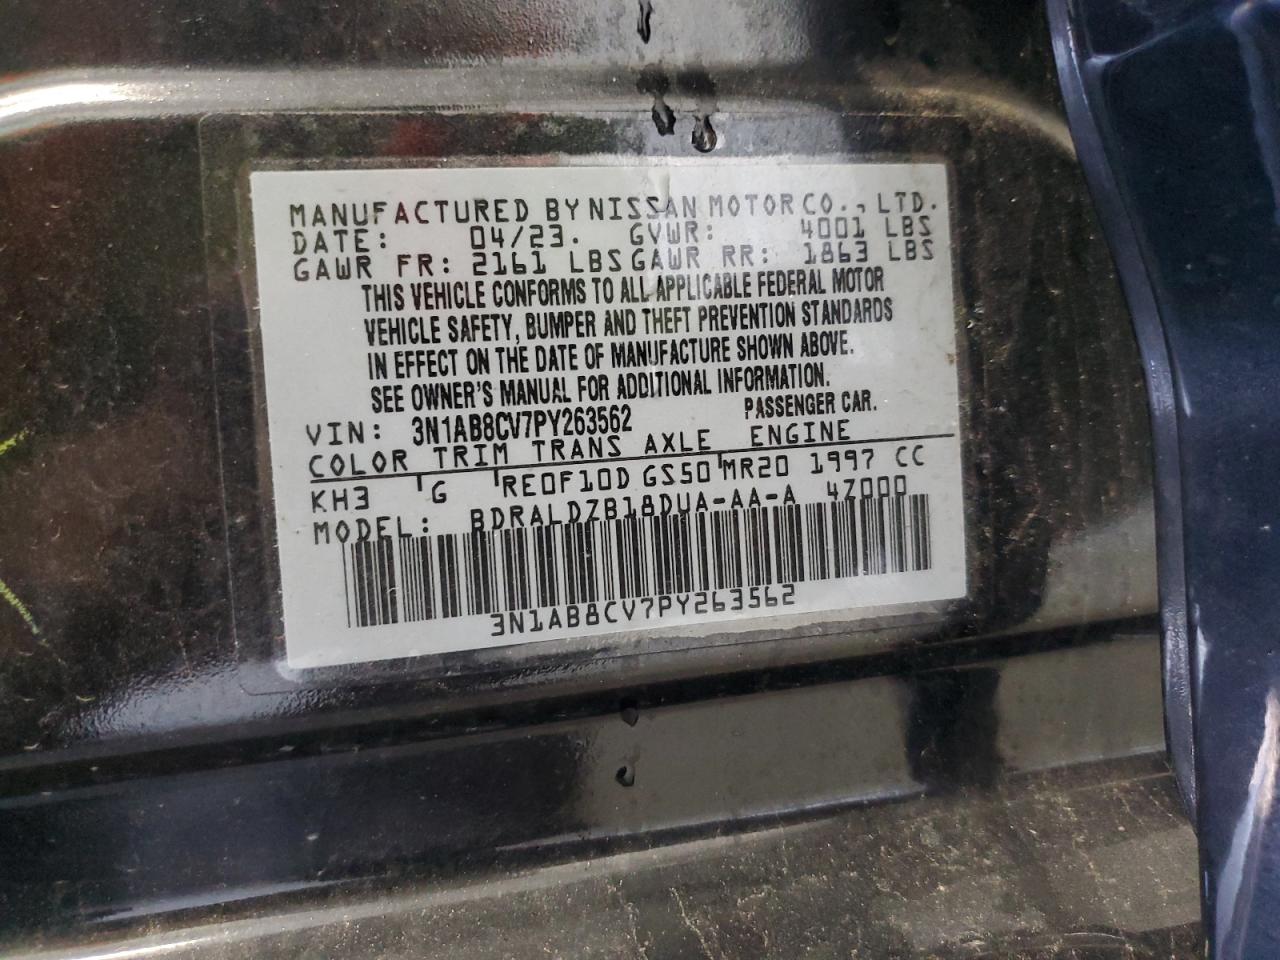 MANUFACTURED BY NISSAN MOTOR CO., LTD.
DATE: 04/23. GVWR: 4001 LBS
GAWR FR: 2161 LBS GAWR RR: 1863 LBS
THIS VEHICLE CONFORMS TO ALL APPLICABLE FEDERAL MOTOR
VEHICLE SAFETY, BUMPER AND THEFT PREVENTION STANDARDS
IN EFFECT ON THE DATE OF MANUFACTURE SHOWN ABOVE.
SEE OWNER'S MANUAL FOR ADDITIONAL INFORMATION.
VIN: 3N1AB8CV7PY263562 PASSENGER CAR.
COLOR TRIM TRANS AXLE ENGINE
KH3 G RE0F10D GS50 MR20 1997 CC
MODEL: BDRALDZB18DUA-AA-A 4Z000
3N1AB8CV7PY263562